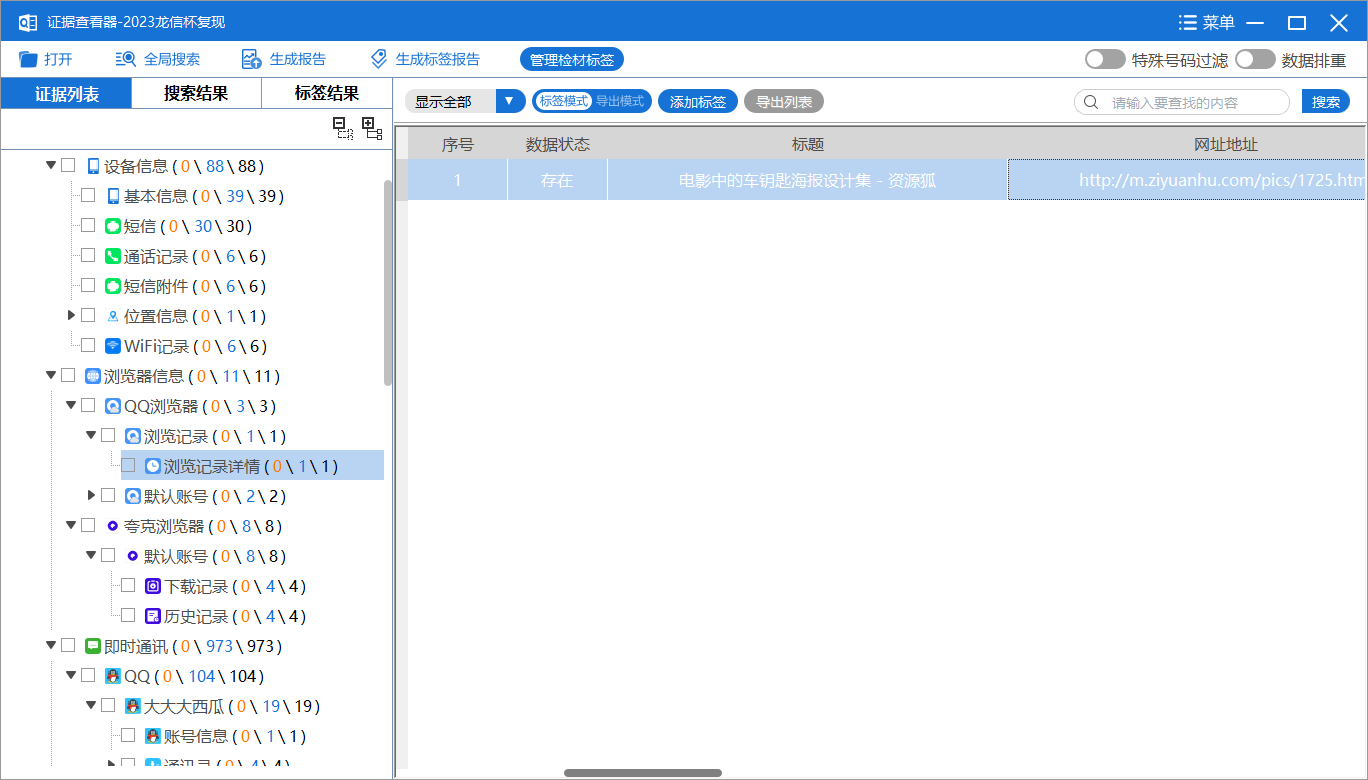 证据查看器-2023龙信杯复现
菜单
打开
全局搜索
生成报告
生成标签报告
管理检材标签
特殊号码过滤
数据排重
证据列表
搜索结果
标签结果
显示全部
标签模式 导出模式
添加标签
导出列表
请输入要查找的内容
搜索
设备信息 ( 0 \ 88 \ 88 )
基本信息 ( 0 \ 39 \ 39 )
短信 ( 0 \ 30 \ 30 )
通话记录 ( 0 \ 6 \ 6 )
短信附件 ( 0 \ 6 \ 6 )
位置信息 ( 0 \ 1 \ 1 )
WiFi记录 ( 0 \ 6 \ 6 )
浏览器信息 ( 0 \ 11 \ 11 )
QQ浏览器 ( 0 \ 3 \ 3 )
浏览记录 ( 0 \ 1 \ 1 )
浏览记录详情 ( 0 \ 1 \ 1 )
默认账号 ( 0 \ 2 \ 2 )
夸克浏览器 ( 0 \ 8 \ 8 )
默认账号 ( 0 \ 8 \ 8 )
下载记录 ( 0 \ 4 \ 4 )
历史记录 ( 0 \ 4 \ 4 )
即时通讯 ( 0 \ 973 \ 973 )
QQ ( 0 \ 104 \ 104 )
大大大西瓜 ( 0 \ 19 \ 19 )
账号信息 ( 0 \ 1 \ 1 )
通讯录 ( 0 \ 4 \ 4 )
序号 数据状态 标题 网址地址
1 存在 电影中的车钥匙海报设计集 - 资源狐 http://m.ziyuanhu.com/pics/1725.htm